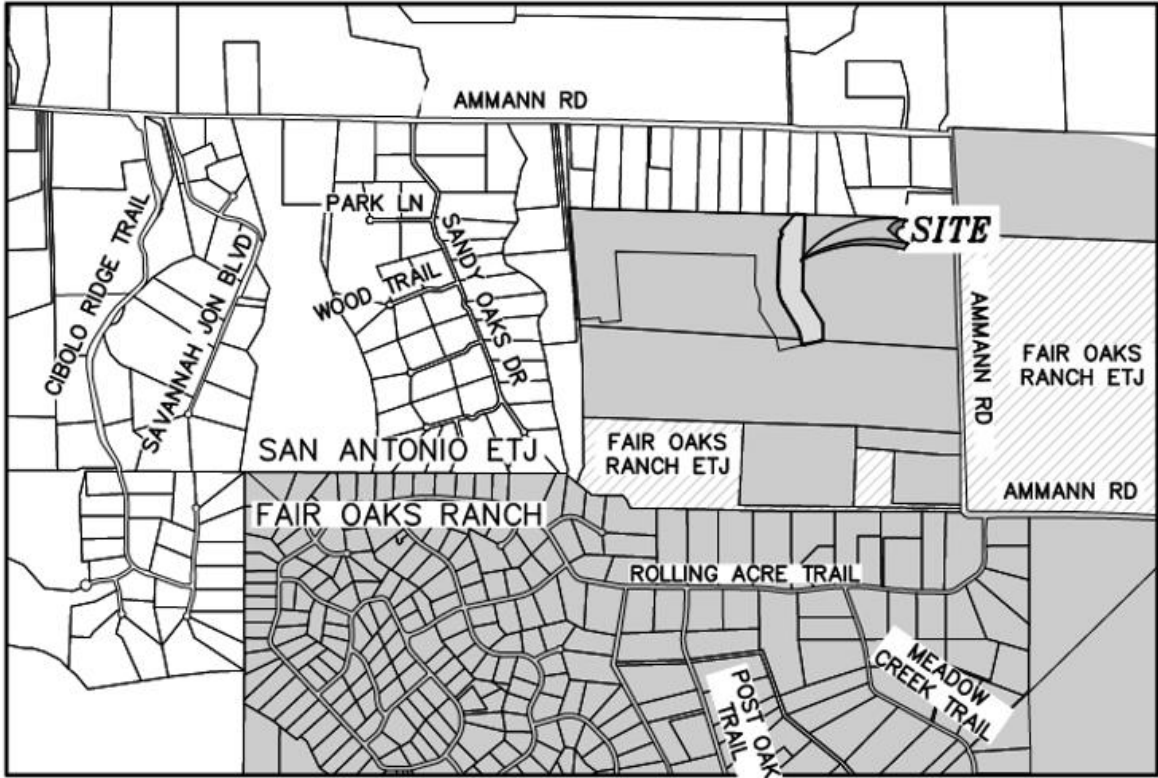 AMMANN RD
PARK LN
SITE
CIBOLO RIDGE TRAIL
SAVANNAH JON BLVD
SANDY OAKS DR
WOOD TRAIL
AMMANN RD
FAIR OAKS
RANCH ETJ
SAN ANTONIO ETJ
FAIR OAKS
RANCH ETJ
AMMANN RD
FAIR OAKS RANCH
ROLLING ACRE TRAIL
MEADOW
CREEK TRAIL
POST OAK
TRAIL